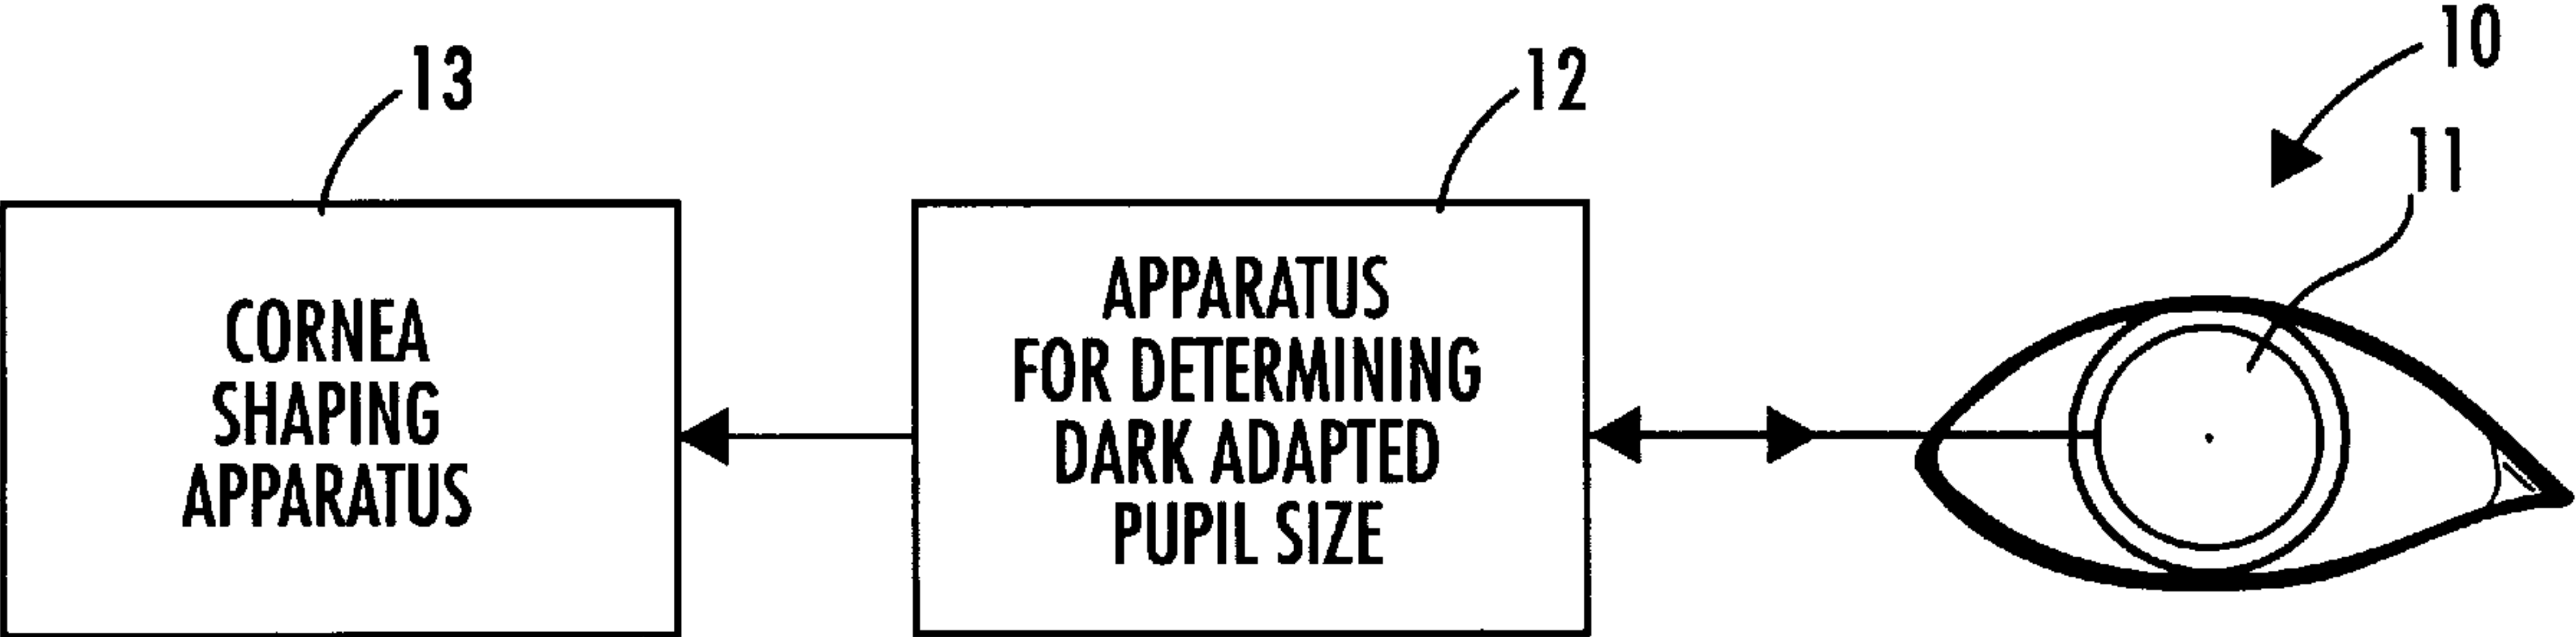 13
12
10
11
CORNEA
SHAPING
APPARATUS
APPARATUS
FOR DETERMINING
DARK ADAPTED
PUPIL SIZE